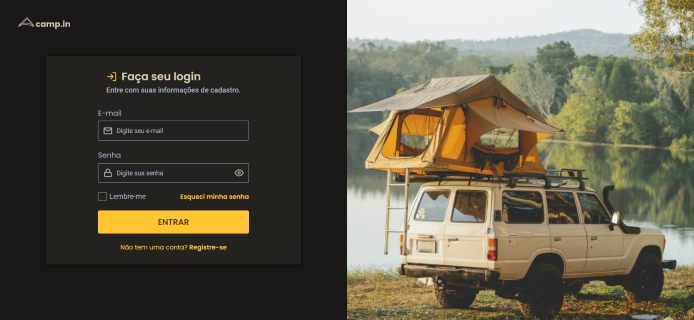 camp.in
Faça seu login
Entre com suas informações de cadastro.
E-mail
Digite seu e-mail
Senha
Digite sua senha
Lembre-me
Esqueci minha senha
ENTRAR
Não tem uma conta? Registre-se